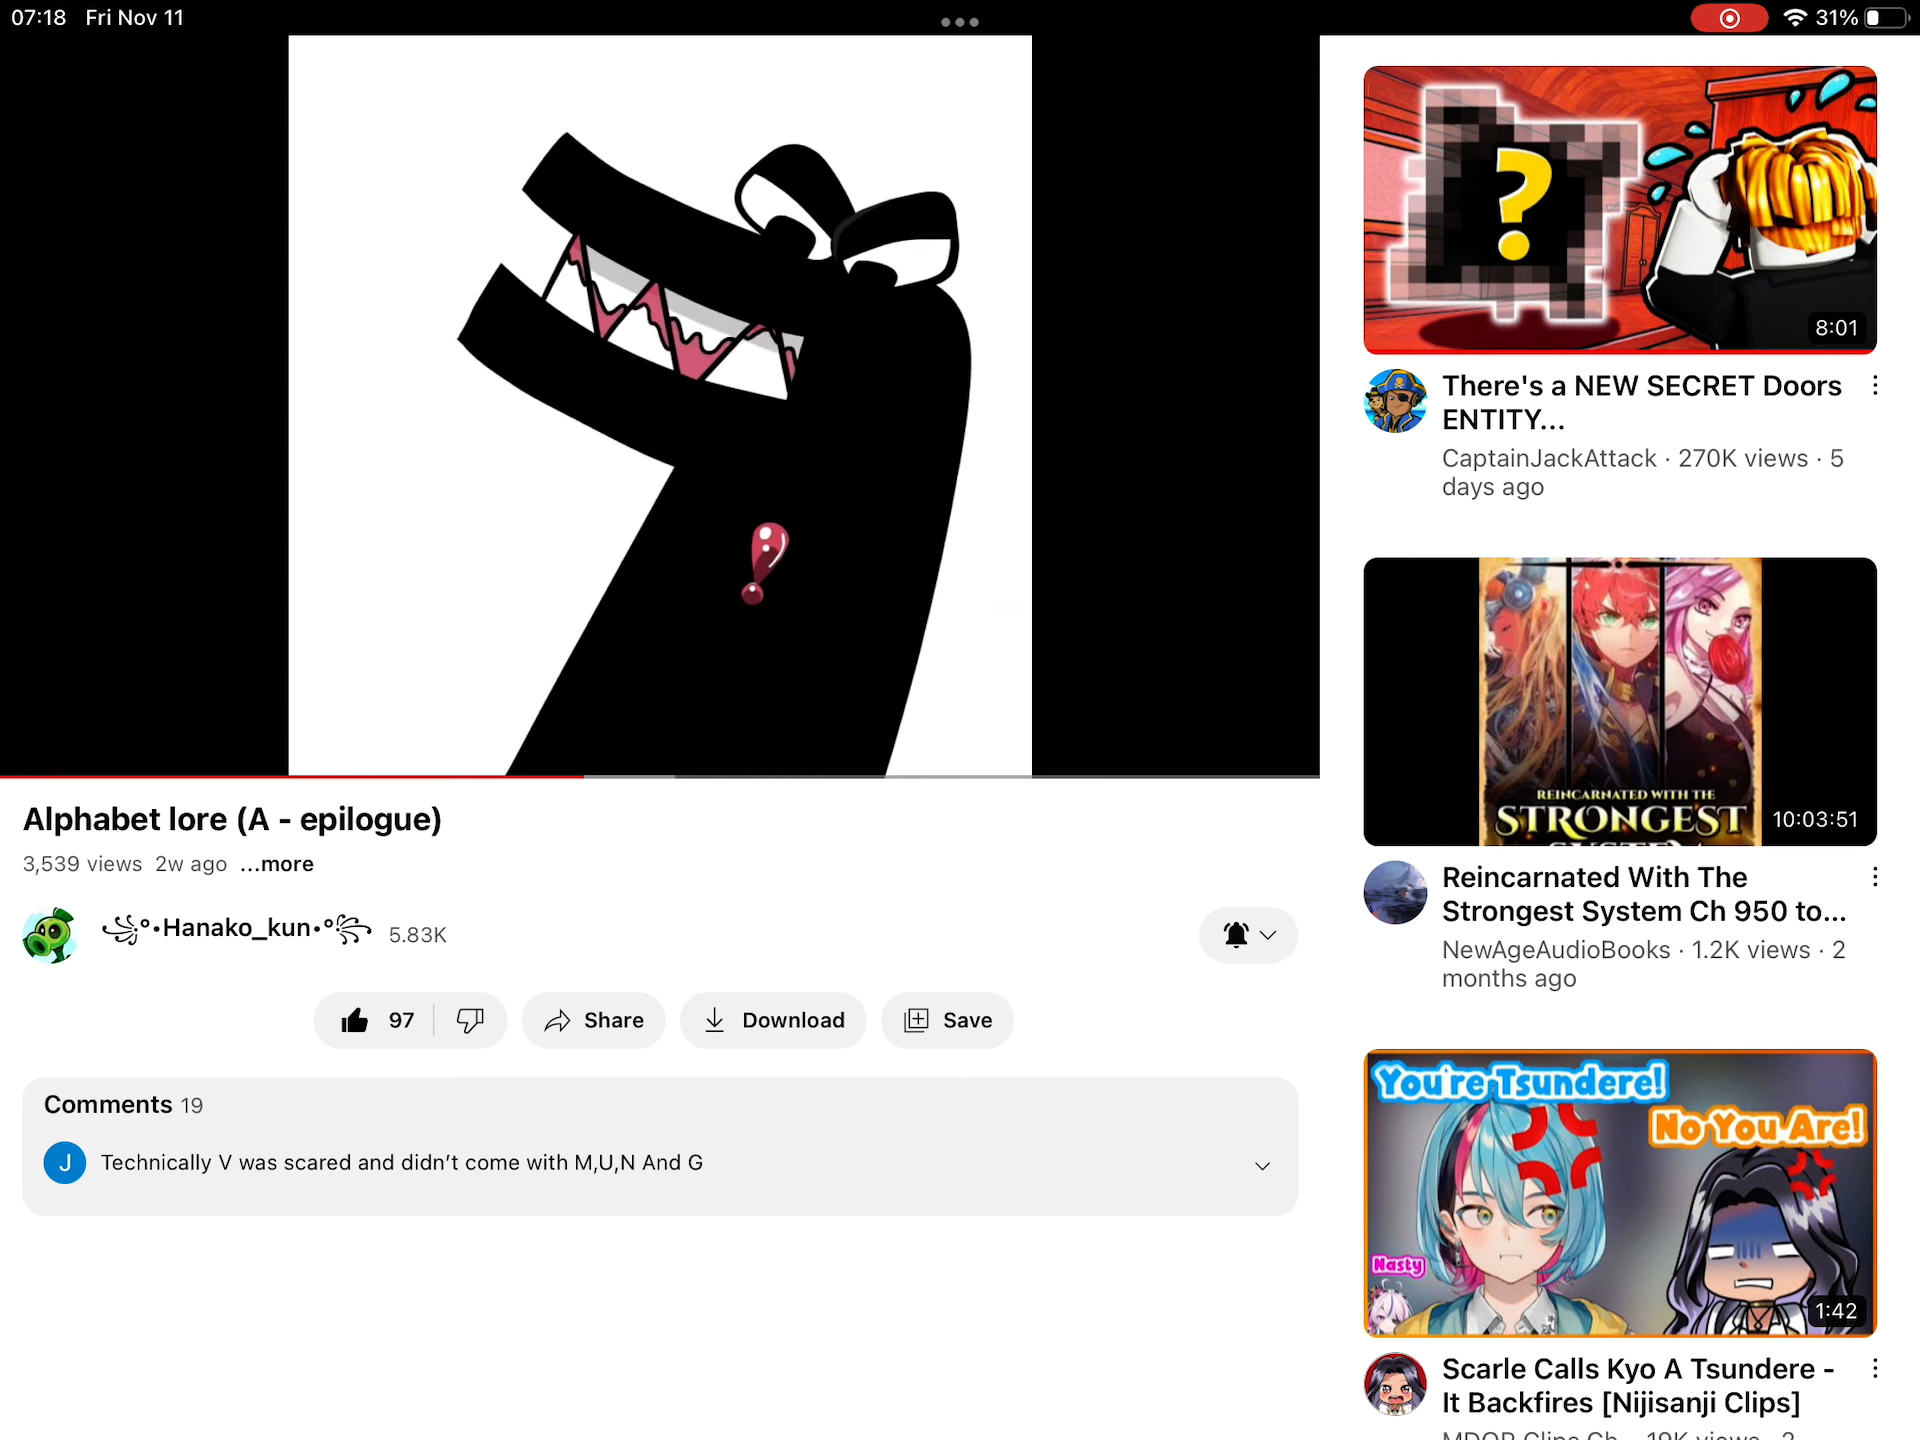 07:18 Fri Nov 11
31%
8:01
There's a NEW SECRET Doors
ENTITY...
CaptainJackAttack · 270K views · 5
days ago
REINCARNATED WITH THE
STRONGEST
10:03:51
Reincarnated With The
Strongest System Ch 950 to...
NewAgeAudioBooks · 1.2K views · 2
months ago
You're Tsundere!
No You Are!
Nasty
1:42
Scarle Calls Kyo A Tsundere -
It Backfires [Nijisanji Clips]
Alphabet lore (A - epilogue)
3,539 views 2w ago ...more
꧁༺°•Hanako_kun•°༻꧂ 5.83K
97
Share
Download
Save
Comments 19
J
Technically V was scared and didn’t come with M,U,N And G